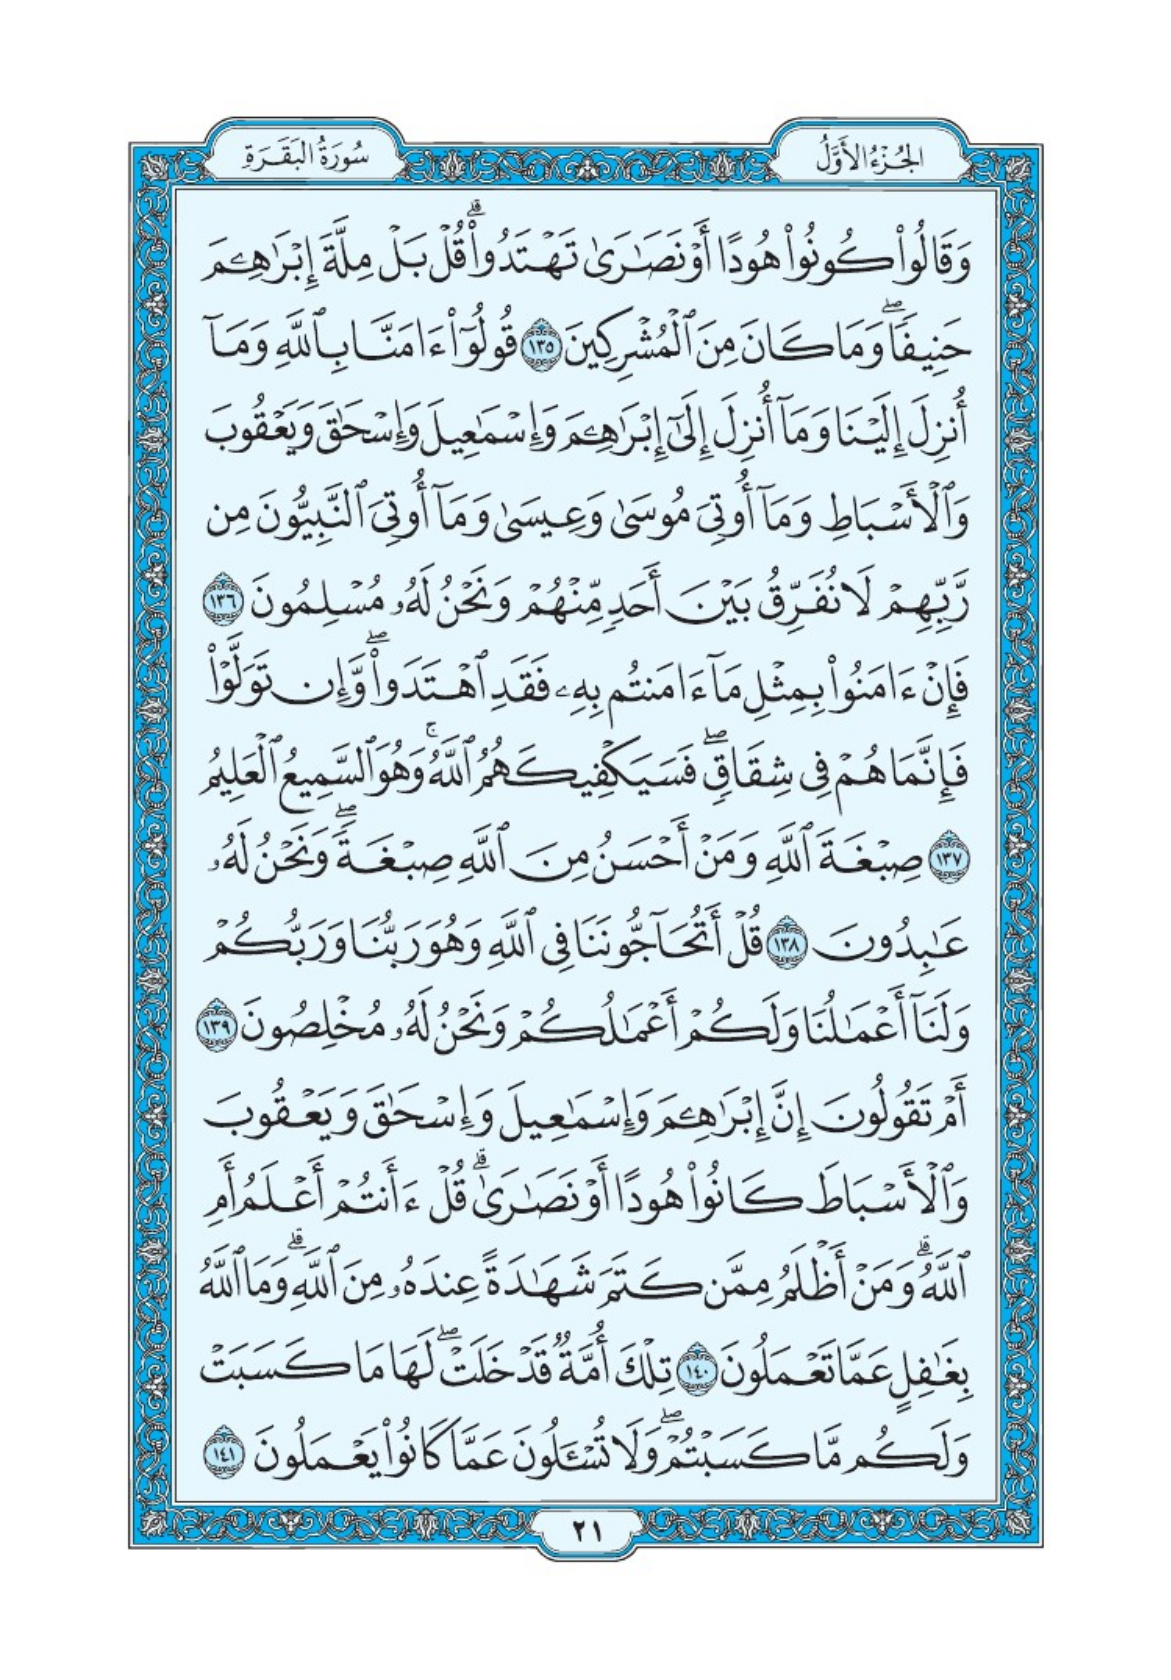 الجُزْءُ الأَوَّلُ
سُورَةُ البَقَرَةِ
وَقَالُوا۟ كُونُوا۟ هُودًا أَوْ نَصَـٰرَىٰ تَهْتَدُوا۟ ۗ قُلْ بَلْ مِلَّةَ إِبْرَٰهِـۧمَ
حَنِيفًا ۖ وَمَا كَانَ مِنَ ٱلْمُشْرِكِينَ ١٣٥ قُولُوٓا۟ ءَامَنَّا بِٱللَّهِ وَمَآ
أُنزِلَ إِلَيْنَا وَمَآ أُنزِلَ إِلَىٰٓ إِبْرَٰهِـۧمَ وَإِسْمَـٰعِيلَ وَإِسْحَـٰقَ وَيَعْقُوبَ
وَٱلْأَسْبَاطِ وَمَآ أُوتِىَ مُوسَىٰ وَعِيسَىٰ وَمَآ أُوتِىَ ٱلنَّبِيُّونَ مِن
رَّبِّهِمْ لَا نُفَرِّقُ بَيْنَ أَحَدٍ مِّنْهُمْ وَنَحْنُ لَهُۥ مُسْلِمُونَ ١٣٦
فَإِنْ ءَامَنُوا۟ بِمِثْلِ مَآ ءَامَنتُم بِهِۦ فَقَدِ ٱهْتَدَوا۟ ۖ وَّإِن تَوَلَّوْا۟
فَإِنَّمَا هُمْ فِى شِقَاقٍ ۖ فَسَيَكْفِيكَهُمُ ٱللَّهُ ۚ وَهُوَ ٱلسَّمِيعُ ٱلْعَلِيمُ
١٣٧ صِبْغَةَ ٱللَّهِ وَمَنْ أَحْسَنُ مِنَ ٱللَّهِ صِبْغَةً ۖ وَنَحْنُ لَهُۥ
عَـٰبِدُونَ ١٣٨ قُلْ أَتُحَآجُّونَنَا فِى ٱللَّهِ وَهُوَ رَبُّنَا وَرَبُّكُمْ
وَلَنَآ أَعْمَـٰلُنَا وَلَكُمْ أَعْمَـٰلُكُمْ وَنَحْنُ لَهُۥ مُخْلِصُونَ ١٣٩
أَمْ تَقُولُونَ إِنَّ إِبْرَٰهِـۧمَ وَإِسْمَـٰعِيلَ وَإِسْحَـٰقَ وَيَعْقُوبَ
وَٱلْأَسْبَاطَ كَانُوا۟ هُودًا أَوْ نَصَـٰرَىٰ ۗ قُلْ ءَأَنتُمْ أَعْلَمُ أَمِ
ٱللَّهُ ۗ وَمَنْ أَظْلَمُ مِمَّن كَتَمَ شَهَـٰدَةً عِندَهُۥ مِنَ ٱللَّهِ ۗ وَمَا ٱللَّهُ
بِغَـٰفِلٍ عَمَّا تَعْمَلُونَ ١٤٠ تِلْكَ أُمَّةٌ قَدْ خَلَتْ ۖ لَهَا مَا كَسَبَتْ
وَلَكُم مَّا كَسَبْتُمْ ۖ وَلَا تُسْـَٔلُونَ عَمَّا كَانُوا۟ يَعْمَلُونَ ١٤١
٢١